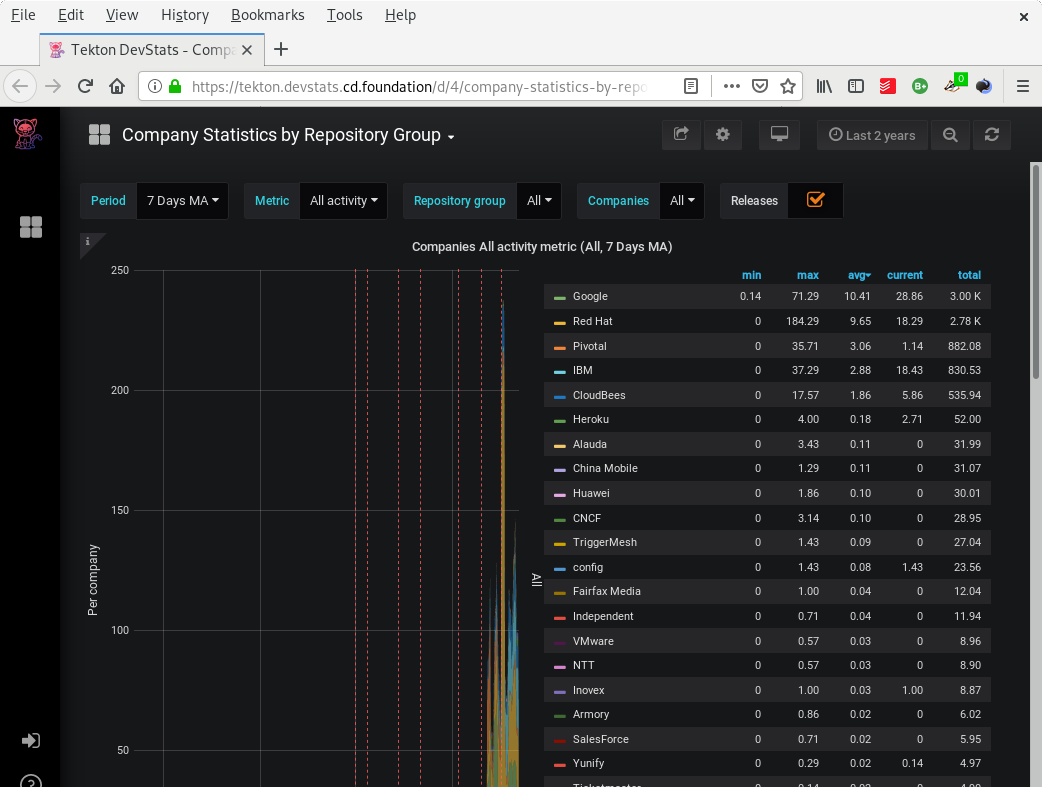 File Edit View History Bookmarks Tools Help
Tekton DevStats - Comp
https://tekton.devstats.cd.foundation/d/4/company-statistics-by-repo
0
B+
Company Statistics by Repository Group
Last 2 years
Period 7 Days MA Metric All activity Repository group All Companies All Releases
i
Companies All activity metric (All, 7 Days MA)
250
200
150
100
50
Per company
All
min max avg current total
Google 0.14 71.29 10.41 28.86 3.00 K
Red Hat 0 184.29 9.65 18.29 2.78 K
Pivotal 0 35.71 3.06 1.14 882.08
IBM 0 37.29 2.88 18.43 830.53
CloudBees 0 17.57 1.86 5.86 535.94
Heroku 0 4.00 0.18 2.71 52.00
Alauda 0 3.43 0.11 0 31.99
China Mobile 0 1.29 0.11 0 31.07
Huawei 0 1.86 0.10 0 30.01
CNCF 0 3.14 0.10 0 28.95
TriggerMesh 0 1.43 0.09 0 27.04
config 0 1.43 0.08 1.43 23.56
Fairfax Media 0 1.00 0.04 0 12.04
Independent 0 0.71 0.04 0 11.94
VMware 0 0.57 0.03 0 8.96
NTT 0 0.57 0.03 0 8.90
Inovex 0 1.00 0.03 1.00 8.87
Armory 0 0.86 0.02 0 6.02
SalesForce 0 0.71 0.02 0 5.95
Yunify 0 0.29 0.02 0.14 4.97